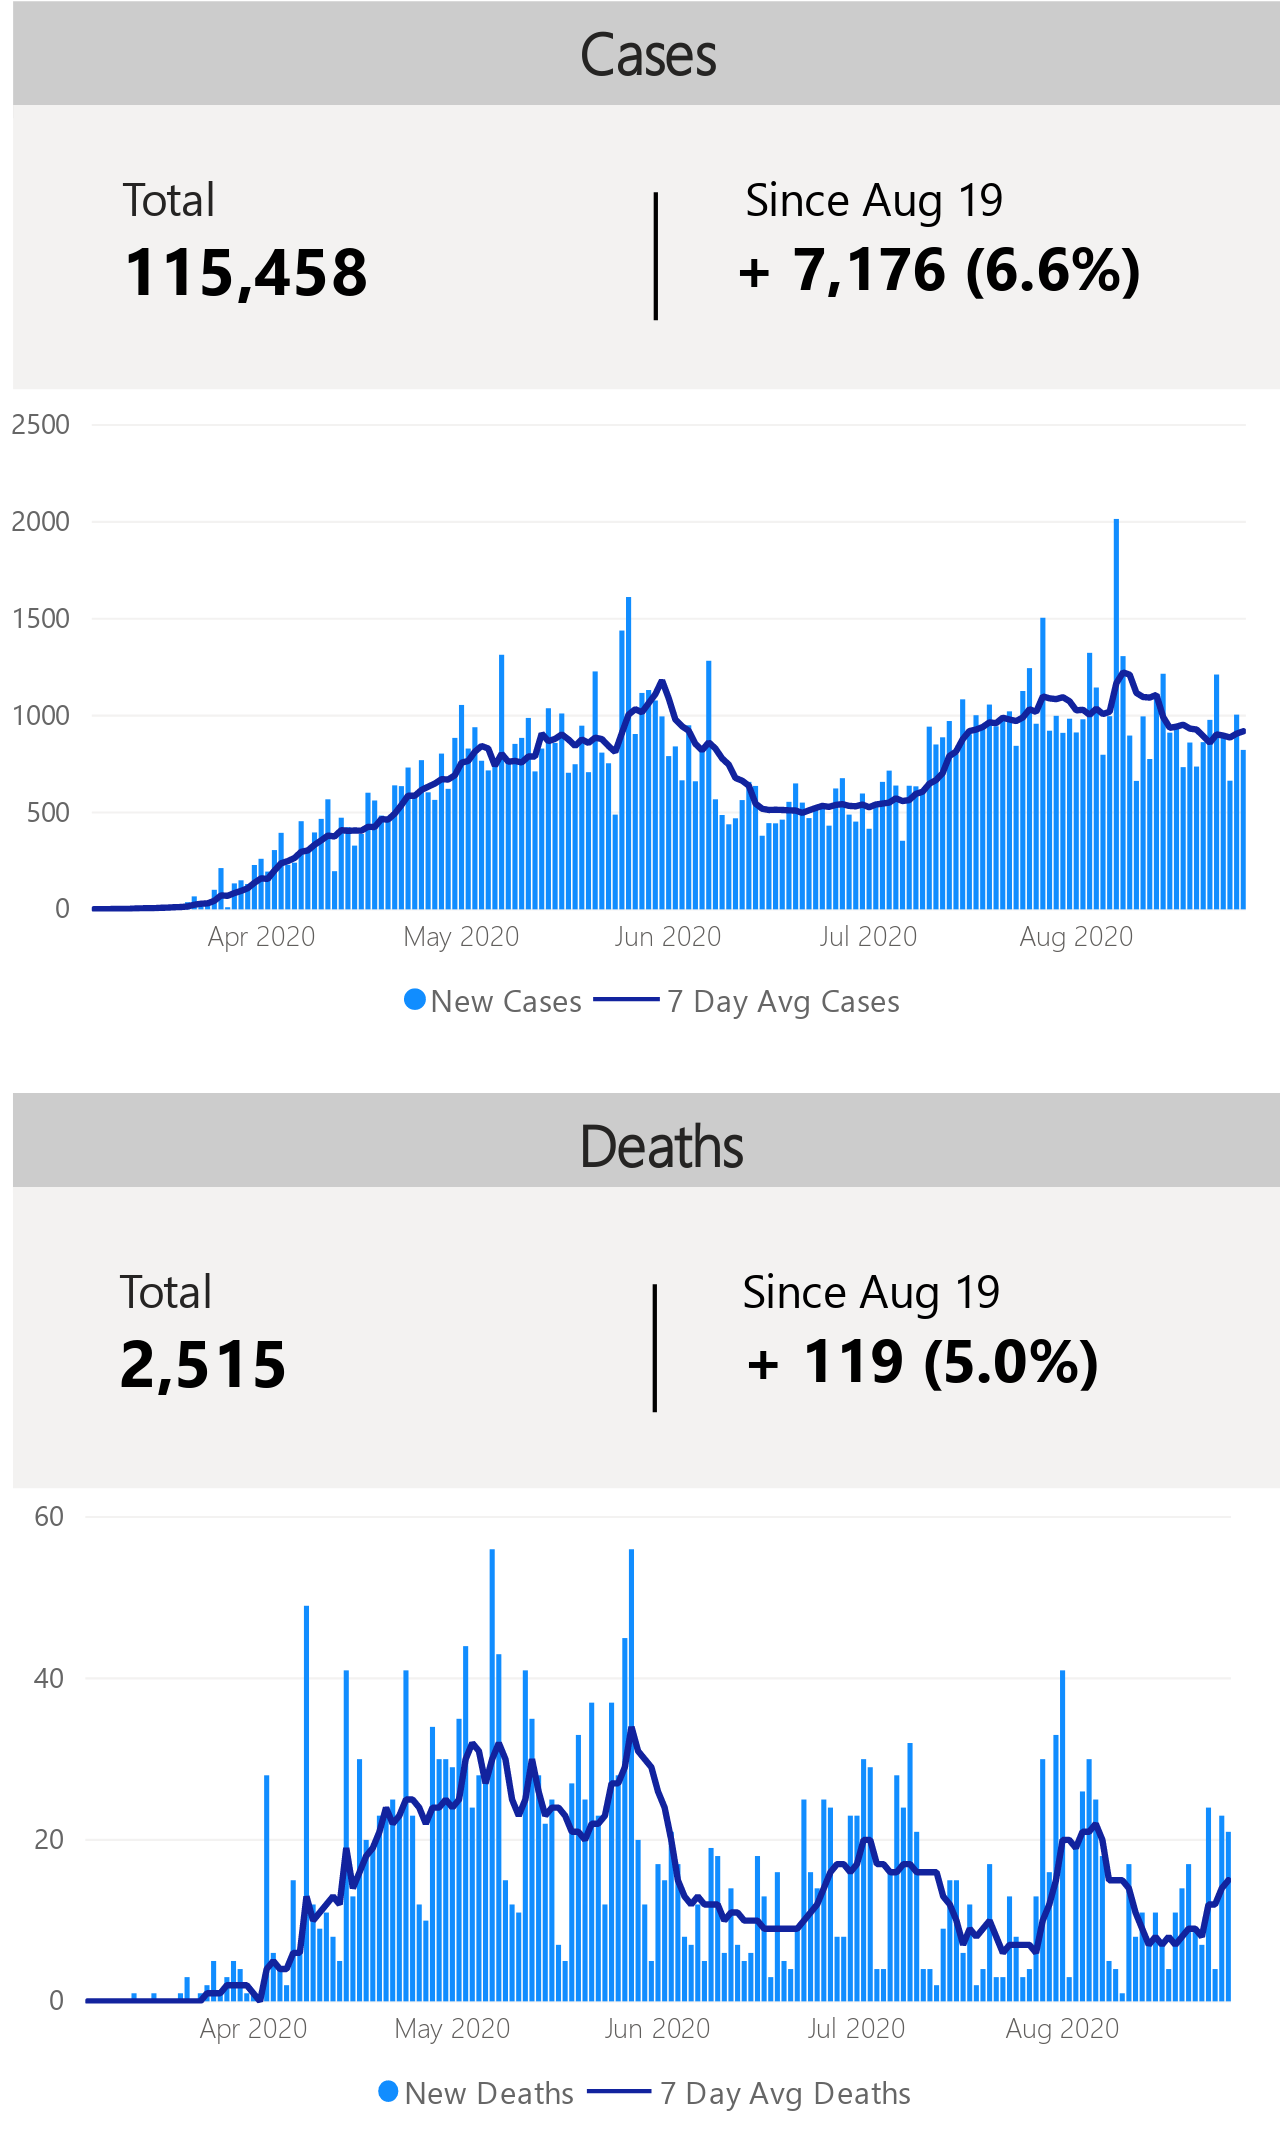 Cases
Total
Since Aug 19
115,458
+ 7,176 (6.6%)
2500
2000
1500
1000
500
0
Apr 2020
May 2020
Jun 2020
Jul 2020
Aug 2020
New Cases
7 Day Avg Cases
Deaths
Total
Since Aug 19
2,515
+ 119 (5.0%)
60
40
20
0
Apr 2020
May 2020
Jun 2020
Jul 2020
Aug 2020
New Deaths
7 Day Avg Deaths